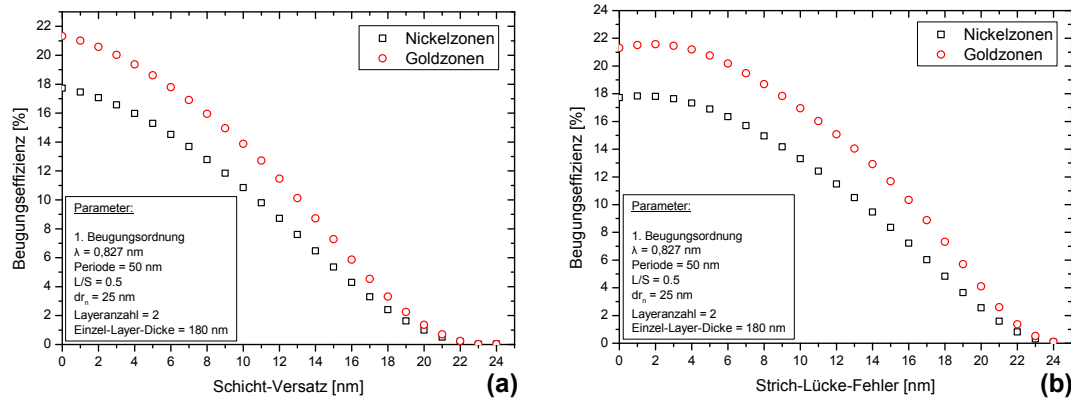 22
20
18
16
14
12
10
8
6
4
2
0
Beugungseffizienz [%]
Nickelzonen
Goldzonen
Parameter:
1. Beugungsordnung
λ = 0,827 nm
Periode = 50 nm
L/S = 0.5
drn = 25 nm
Layeranzahl = 2
Einzel-Layer-Dicke = 180 nm
0 2 4 6 8 10 12 14 16 18 20 22 24
Schicht-Versatz [nm]
(a)
24
22
20
18
16
14
12
10
8
6
4
2
0
Beugungseffizienz [%]
Nickelzonen
Goldzonen
Parameter:
1. Beugungsordnung
λ = 0,827 nm
Periode = 50 nm
L/S = 0.5
drn = 25 nm
Layeranzahl = 2
Einzel-Layer-Dicke = 180 nm
0 2 4 6 8 10 12 14 16 18 20 22 24
Strich-Lücke-Fehler [nm]
(b)